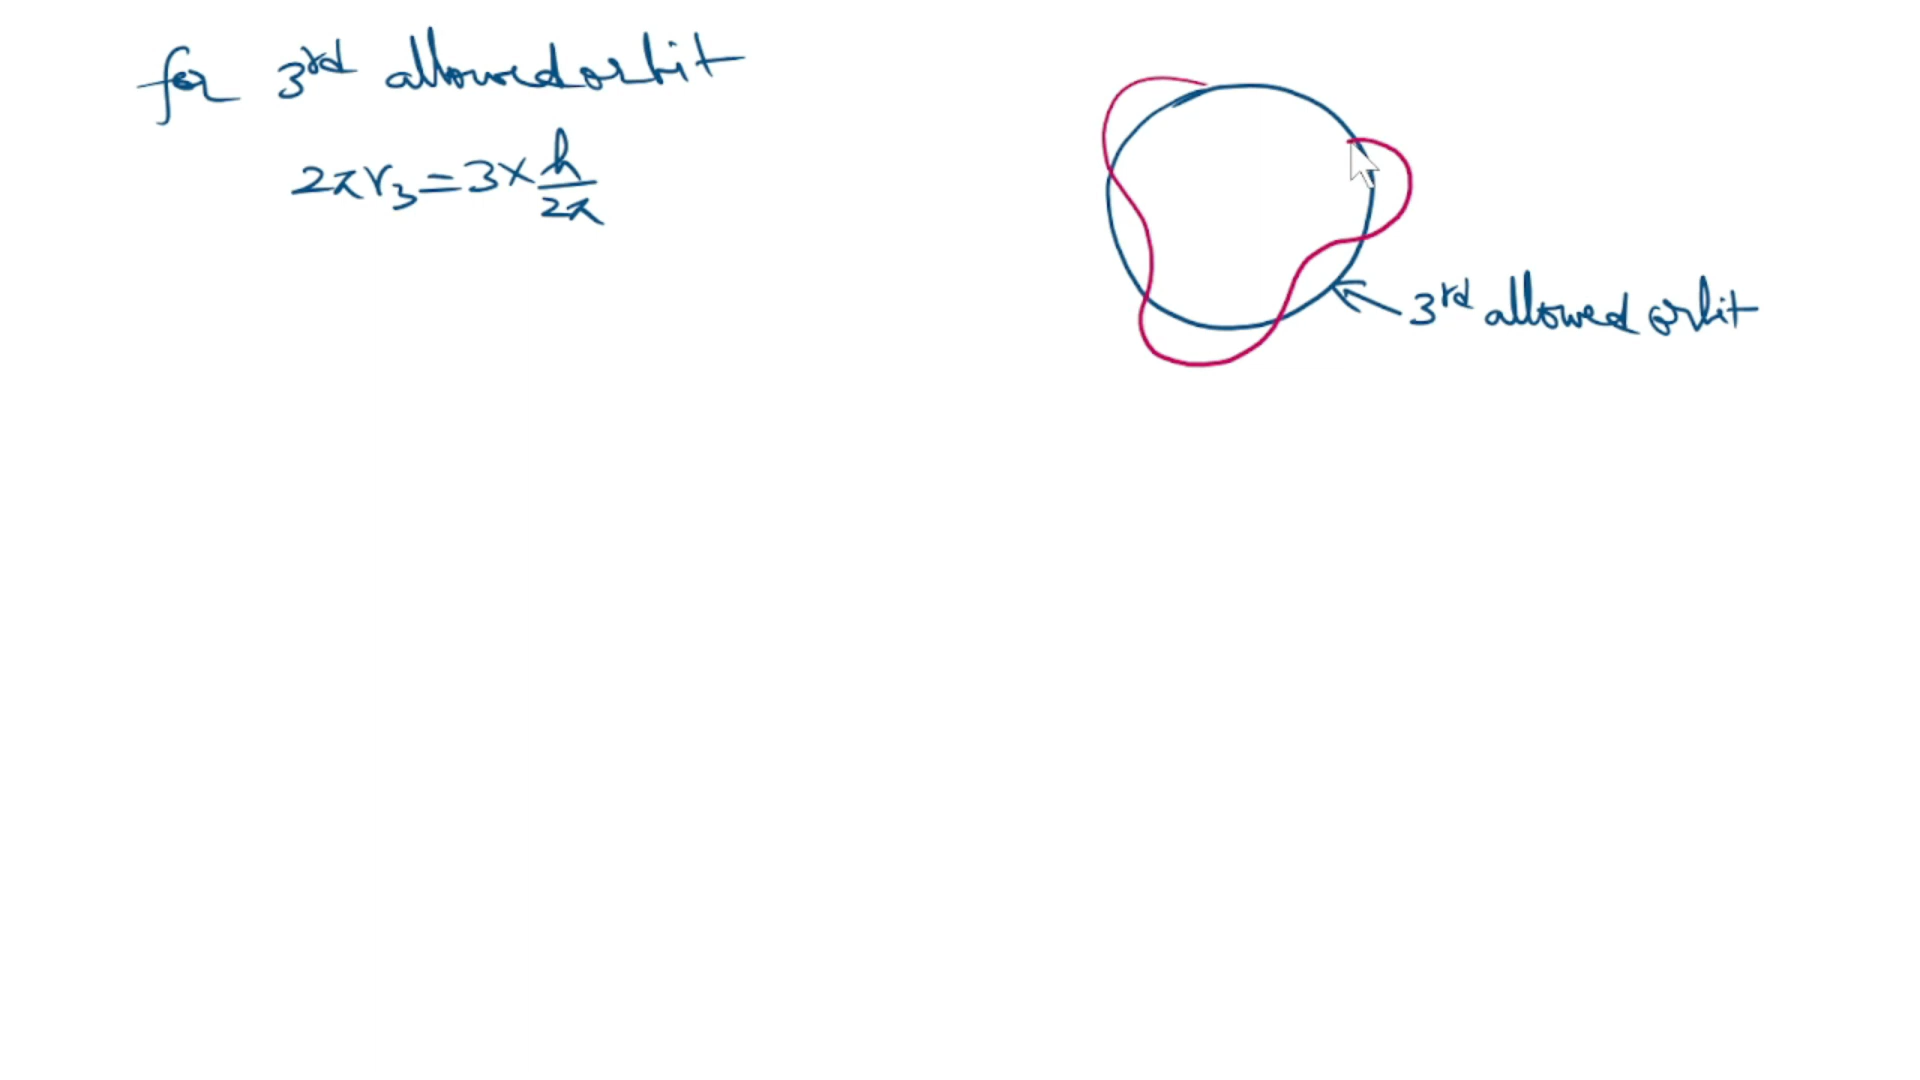 for 3rd allowed orbit
2πr₃ = 3 × h/2π
3rd allowed orbit